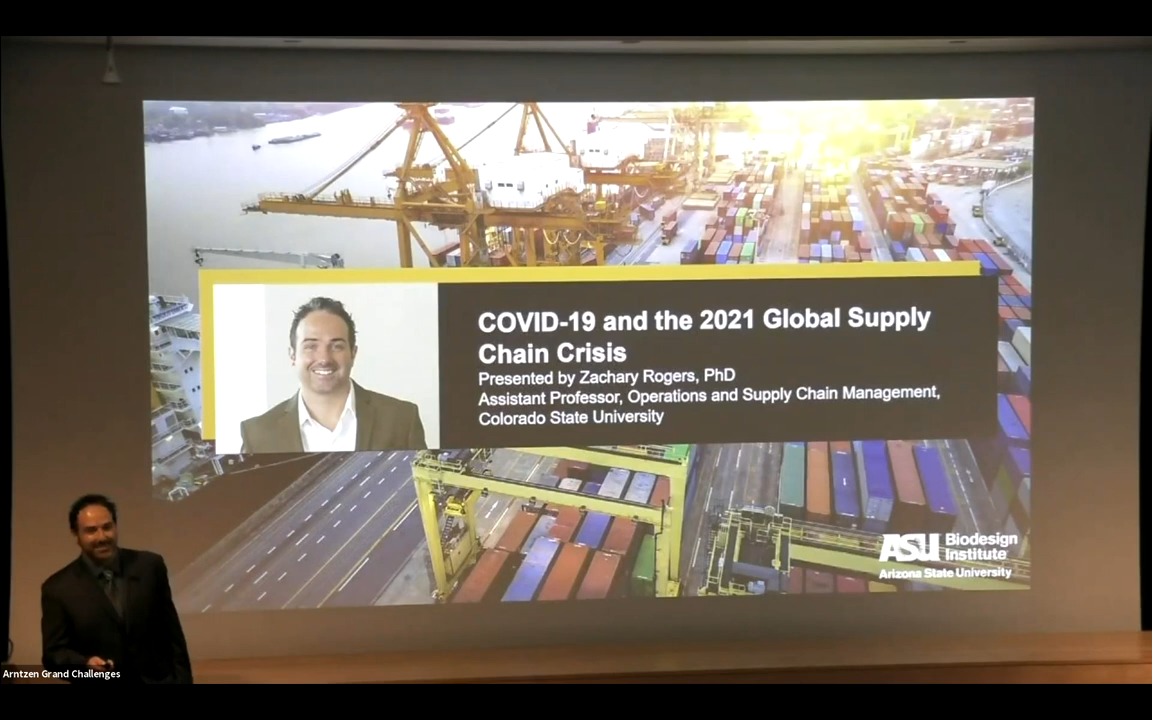 COVID-19 and the 2021 Global Supply
Chain Crisis
Presented by Zachary Rogers, PhD
Assistant Professor, Operations and Supply Chain Management,
Colorado State University
ASU Biodesign
Institute
Arizona State University
Arntzen Grand Challenges